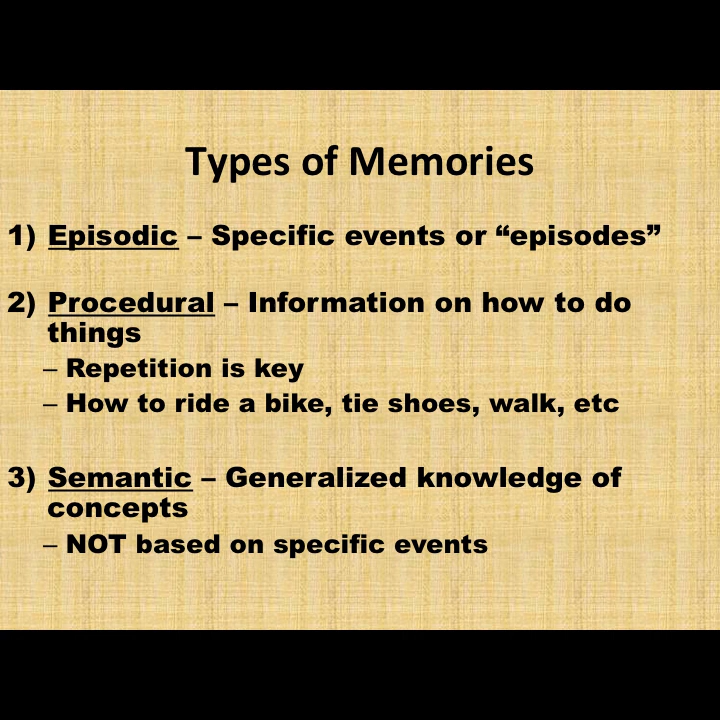 Types of Memories
1) Episodic – Specific events or “episodes”
2) Procedural – Information on how to do
things
– Repetition is key
– How to ride a bike, tie shoes, walk, etc
3) Semantic – Generalized knowledge of
concepts
– NOT based on specific events